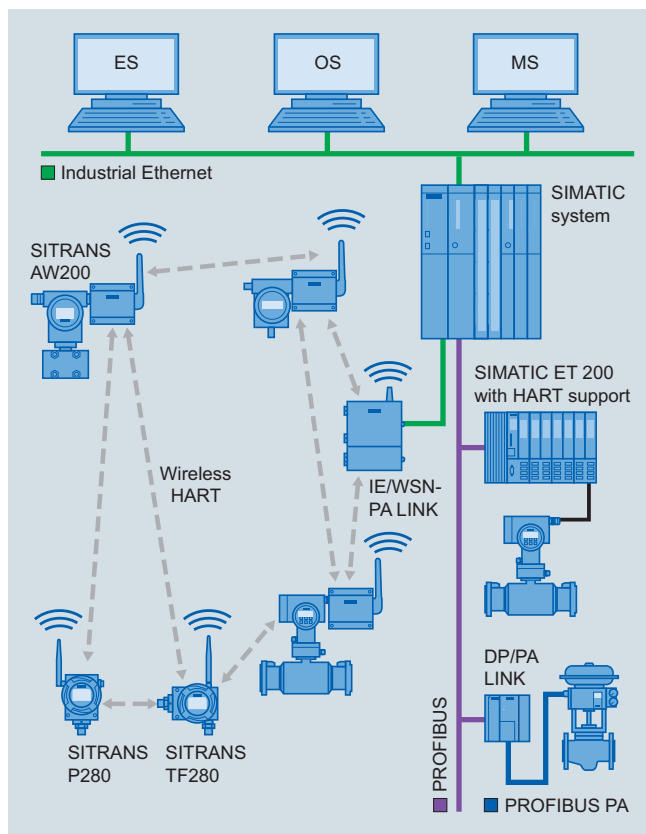 ES
OS
MS
Industrial Ethernet
SIMATIC
system
SITRANS
AW200
SIMATIC ET 200
with HART support
Wireless
HART
IE/WSN-
PA LINK
DP/PA
LINK
SITRANS
P280
SITRANS
TF280
PROFIBUS
PROFIBUS PA